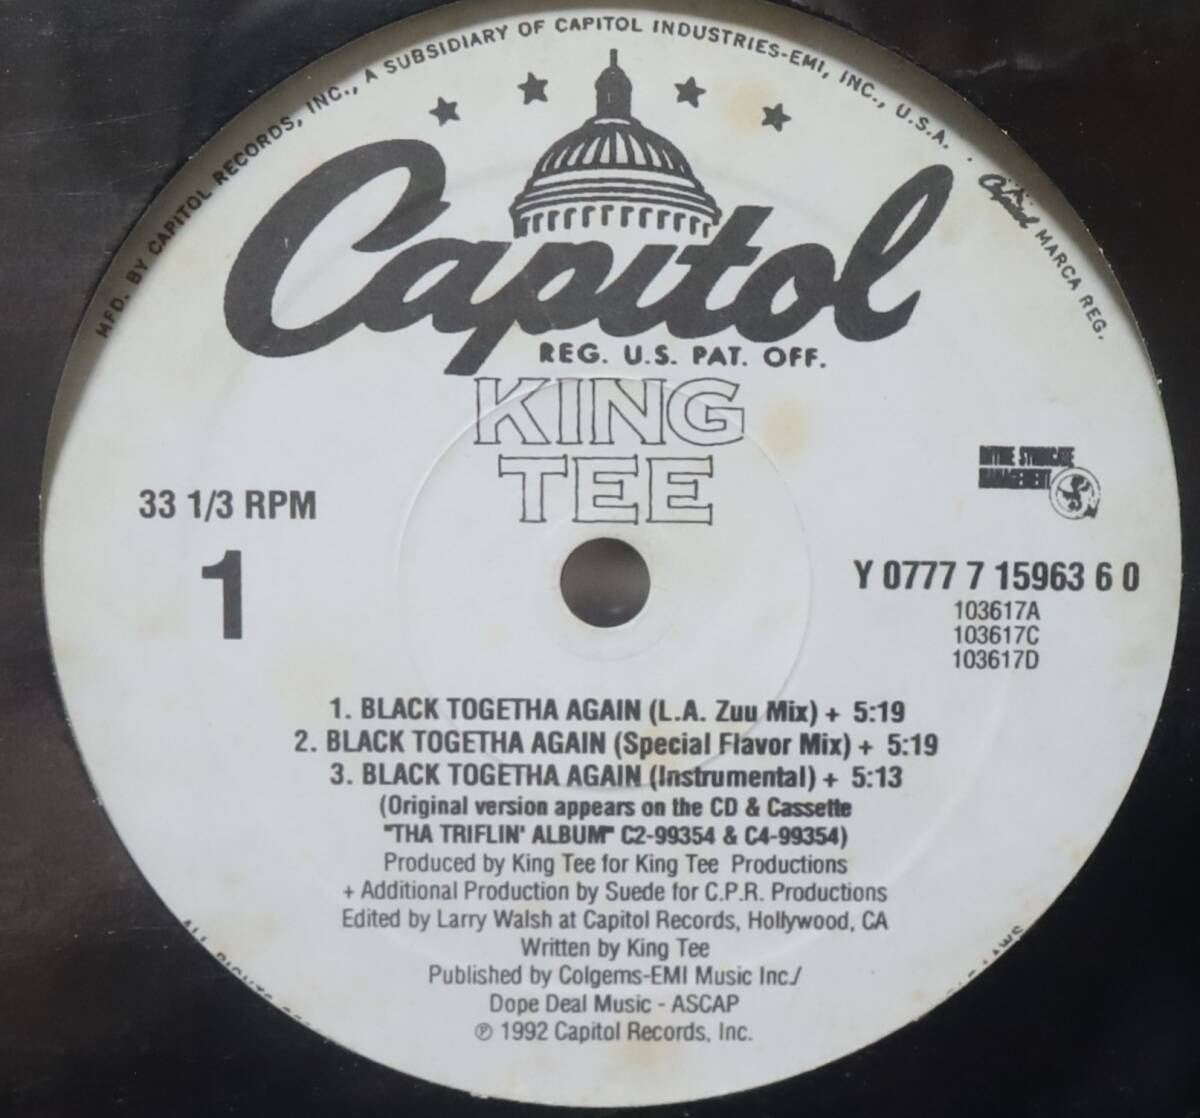 MFD. BY CAPITOL RECORDS, INC., A SUBSIDIARY OF CAPITOL INDUSTRIES-EMI, INC., U.S.A. . Capitol MARCA REG.
Capitol
REG. U.S. PAT. OFF.
KING
TEE
33 1/3 RPM
1
RHYME SYNDICATE
MANAGEMENT
Y 0777 7 15963 6 0
103617A
103617C
103617D
1. BLACK TOGETHA AGAIN (L.A. Zuu Mix) + 5:19
2. BLACK TOGETHA AGAIN (Special Flavor Mix) + 5:19
3. BLACK TOGETHA AGAIN (Instrumental) + 5:13
(Original version appears on the CD & Cassette
"THA TRIFLIN' ALBUM" C2-99354 & C4-99354)
Produced by King Tee for King Tee Productions
+ Additional Production by Suede for C.P.R. Productions
Edited by Larry Walsh at Capitol Records, Hollywood, CA
Written by King Tee
Published by Colgems-EMI Music Inc./
Dope Deal Music - ASCAP
℗ 1992 Capitol Records, Inc.